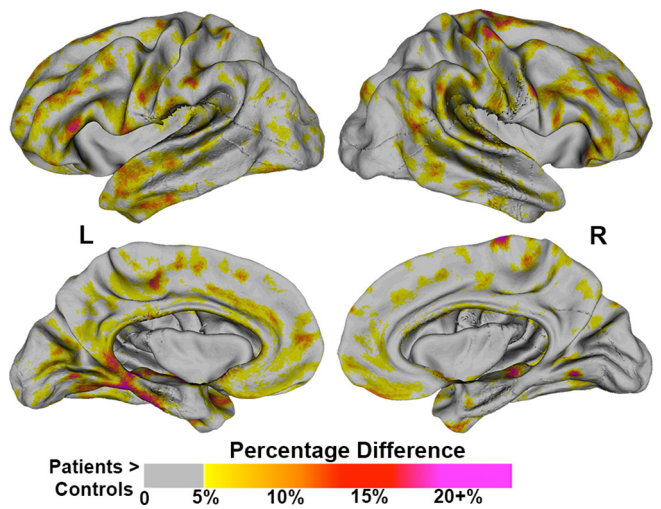 L
R
Percentage Difference
Patients >
Controls
0 5% 10% 15% 20+%